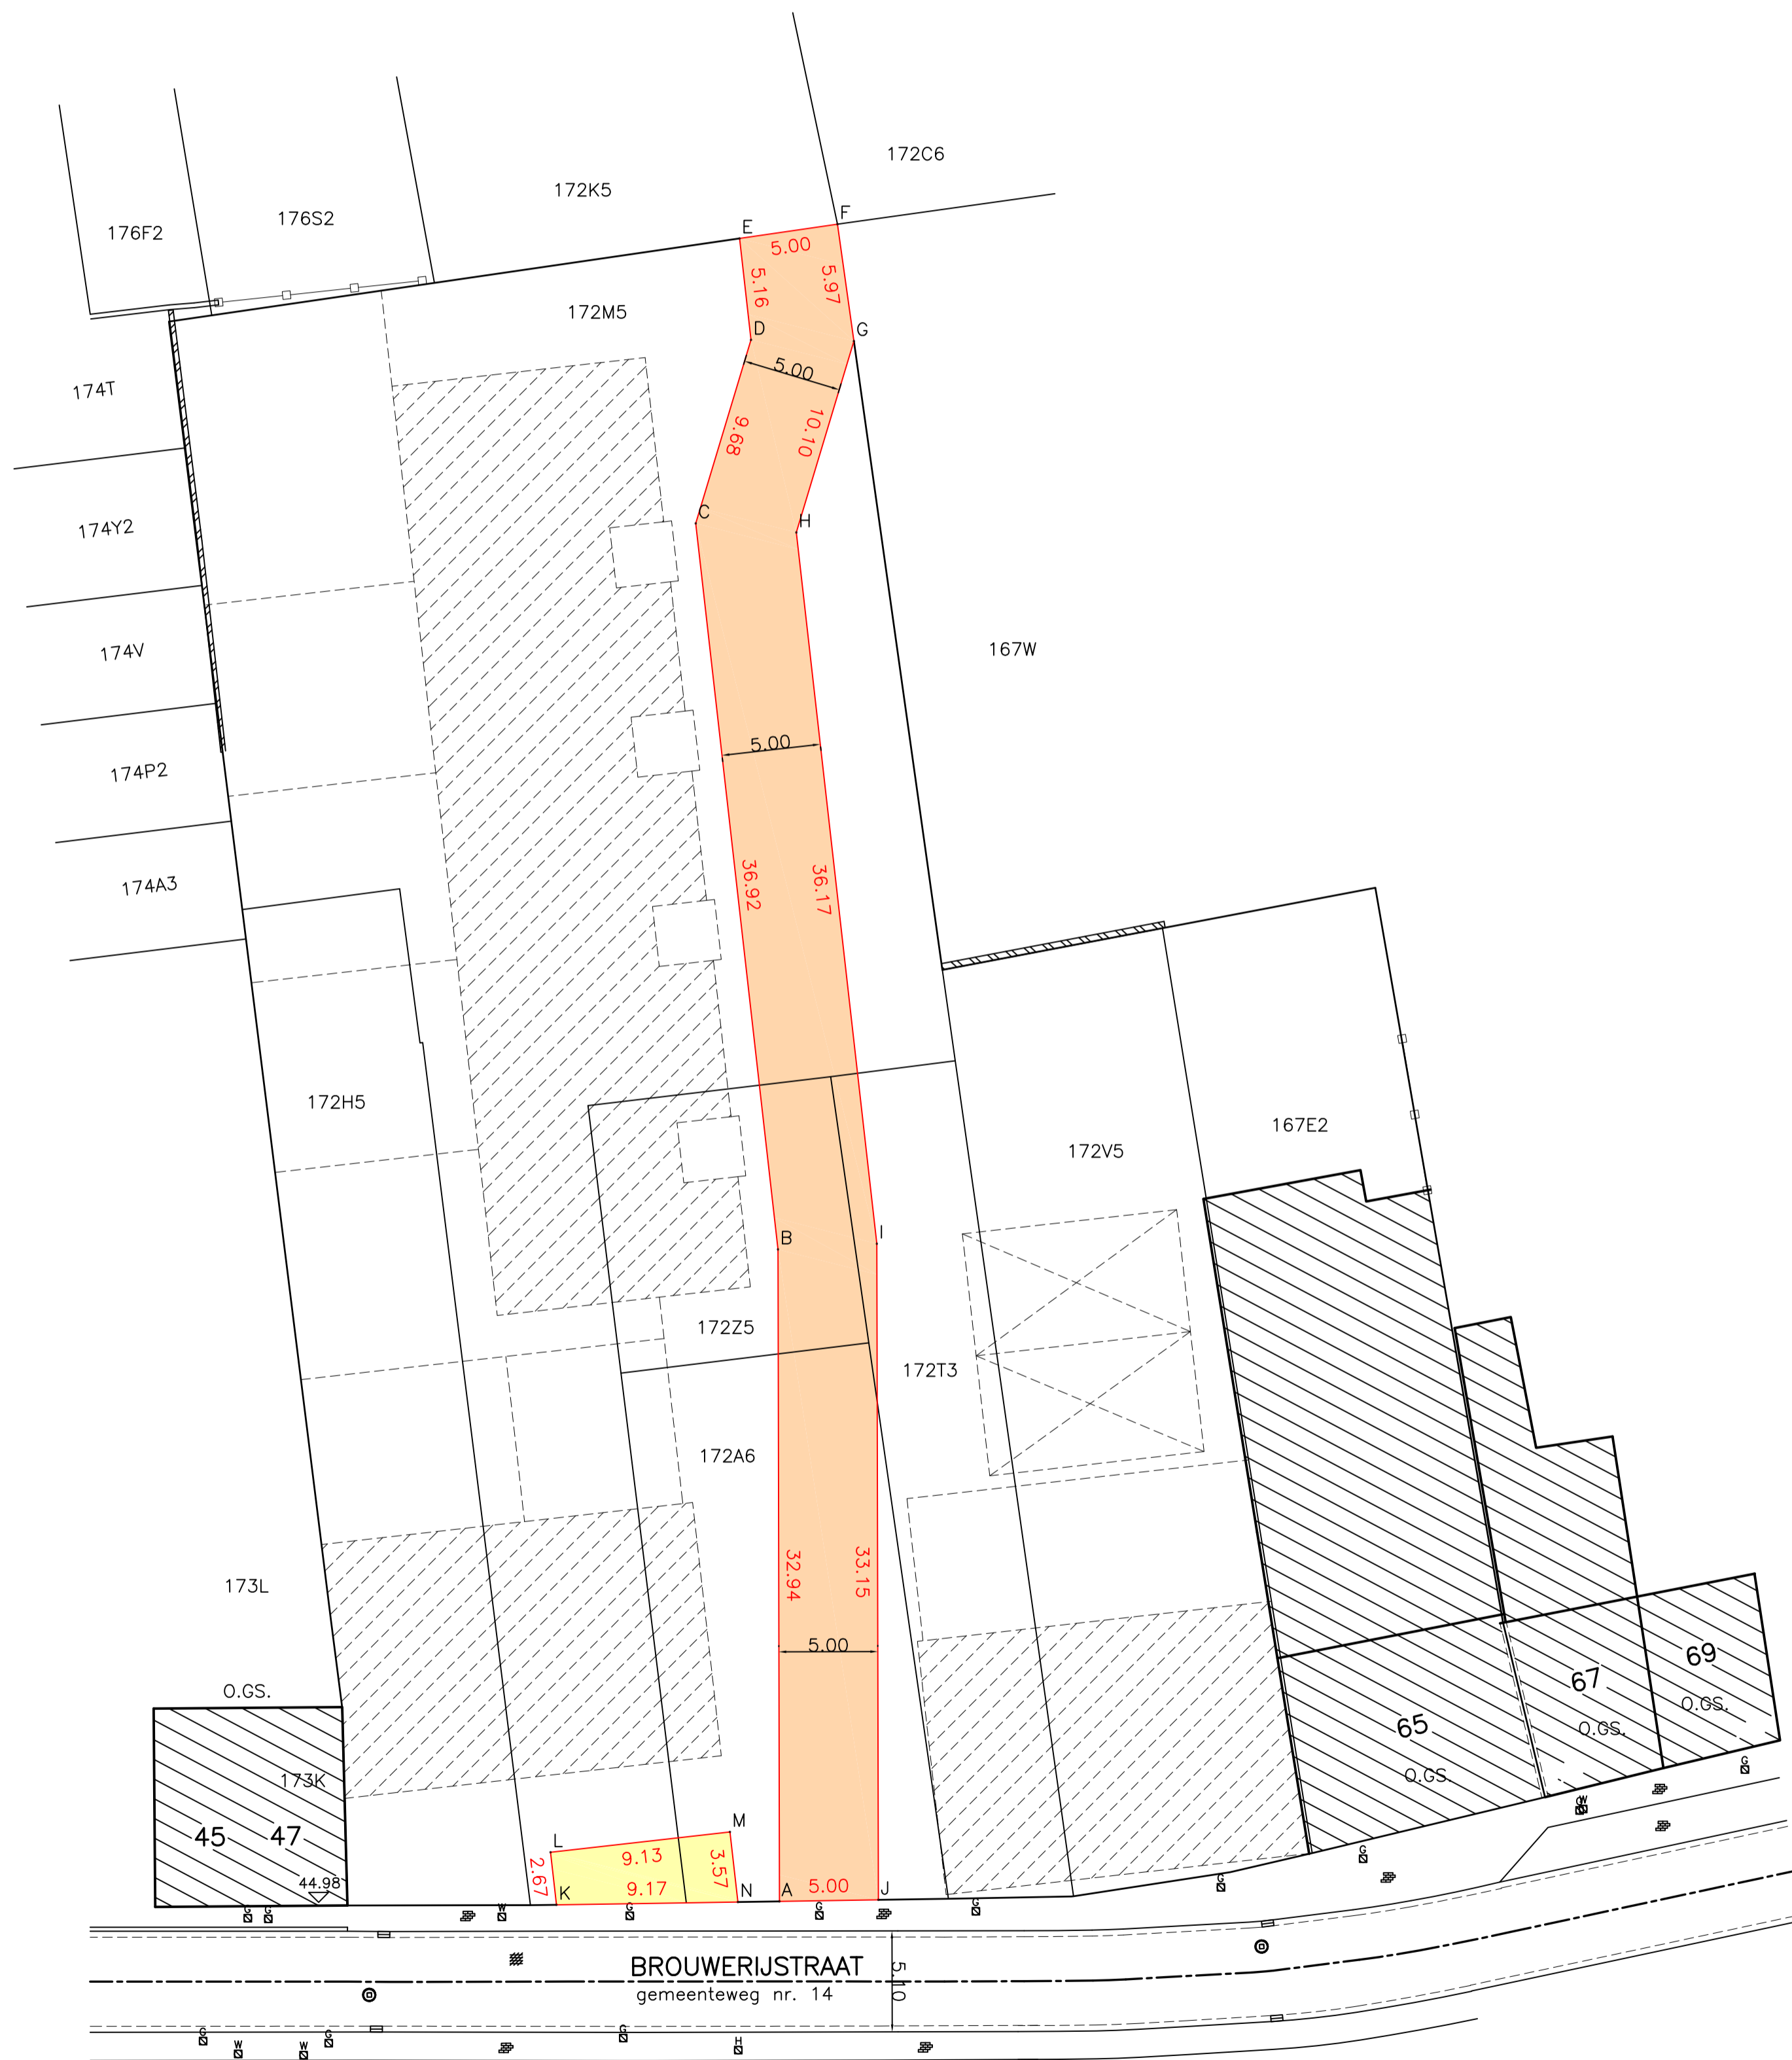 172C6
172K5
176S2
176F2
F
E
5.00
5.16
5.97
172M5
D
G
5.00
174T
9.68
10.10
C
H
174Y2
174V
167W
5.00
174P2
174A3
36.92
36.17
172H5
167E2
172V5
B
I
172Z5
172T3
172A6
32.94
33.15
173L
5.00
69
67
O.GS.
O.GS.
O.GS.
65
O.GS.
173K
45
47
44.98
L
M
9.13
2.67
3.57
9.17
K
N
A
5.00
J
G
G
W
G
G
G
G
G
G
W
G
BROUWERIJSTRAAT
5.10
gemeenteweg nr. 14
G
W
W
G
G
H